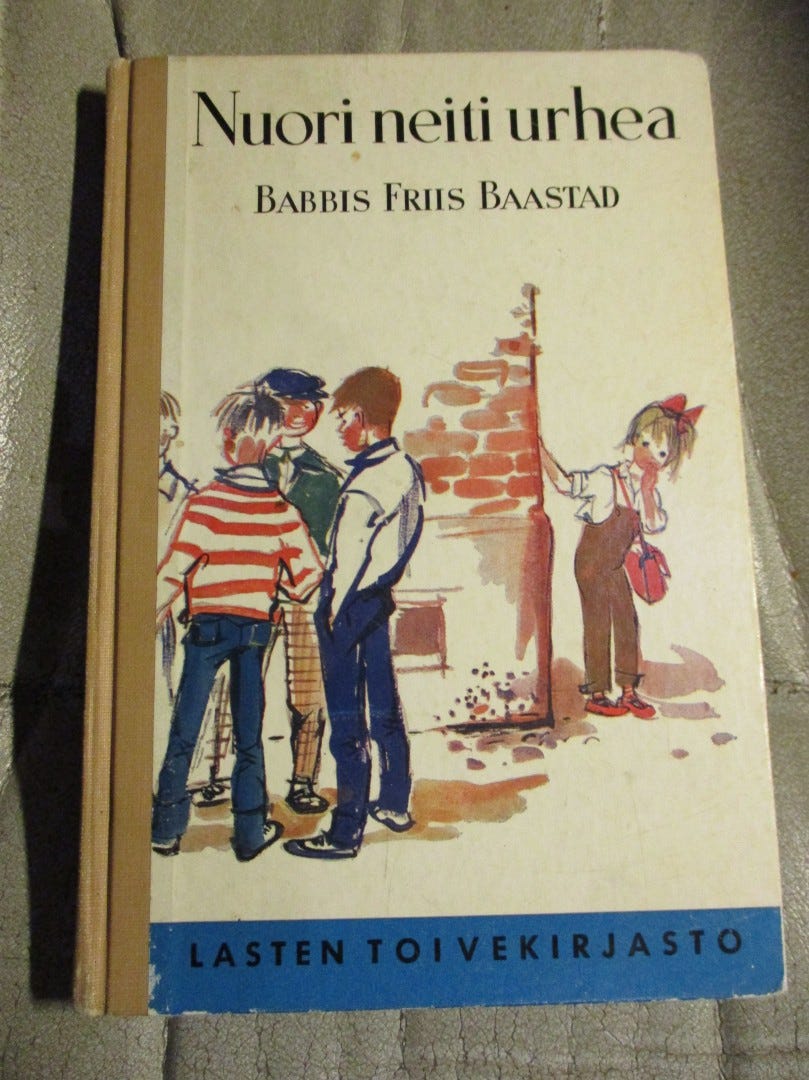 Nuori neiti urhea
BABBIS FRIIS BAASTAD
LASTEN TOIVEKIRJASTO